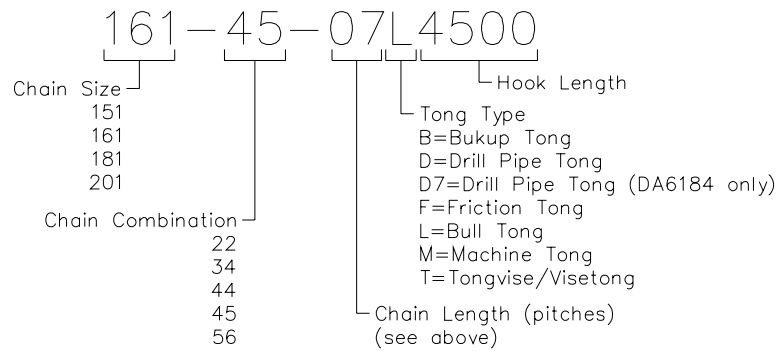 161-45-07L4500
Chain Size
151
161
181
201
Chain Combination
22
34
44
45
56
Hook Length
Tong Type
B=Bukup Tong
D=Drill Pipe Tong
D7=Drill Pipe Tong (DA6184 only)
F=Friction Tong
L=Bull Tong
M=Machine Tong
T=Tongvise/Visetong
Chain Length (pitches)
(see above)